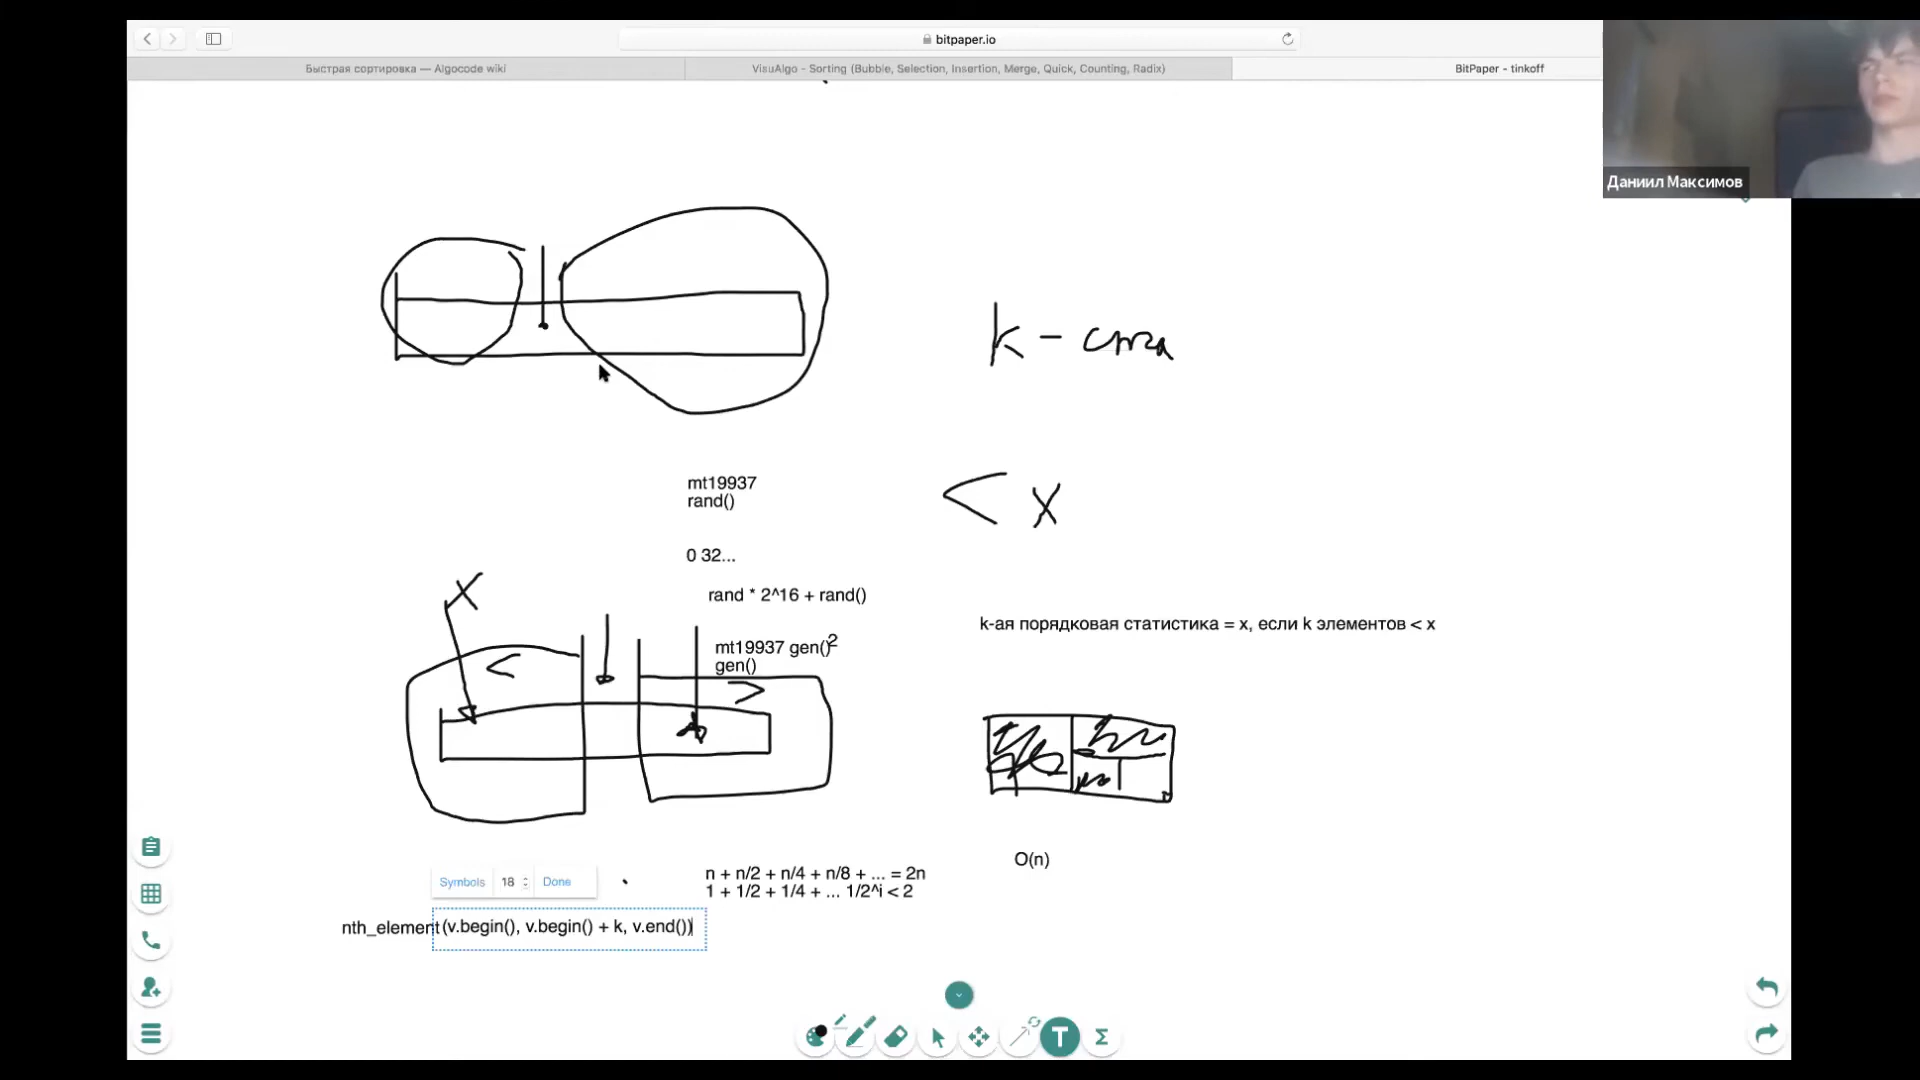 bitpaper.io
Быстрая сортировка — Algocode wiki
VisuAlgo - Sorting (Bubble, Selection, Insertion, Merge, Quick, Counting, Radix)
BitPaper - tinkoff
Даниил Максимов
k - ста
mt19937
rand()
< x
0 32...
x
rand * 2^16 + rand()
k-ая порядковая статистика = x, если k элементов < x
mt19937 gen()2
gen()
<
>
O(n)
n + n/2 + n/4 + n/8 + ... = 2n
1 + 1/2 + 1/4 + ... 1/2^i < 2
Symbols 18 Done
nth_element(v.begin(), v.begin() + k, v.end())
T
Σ